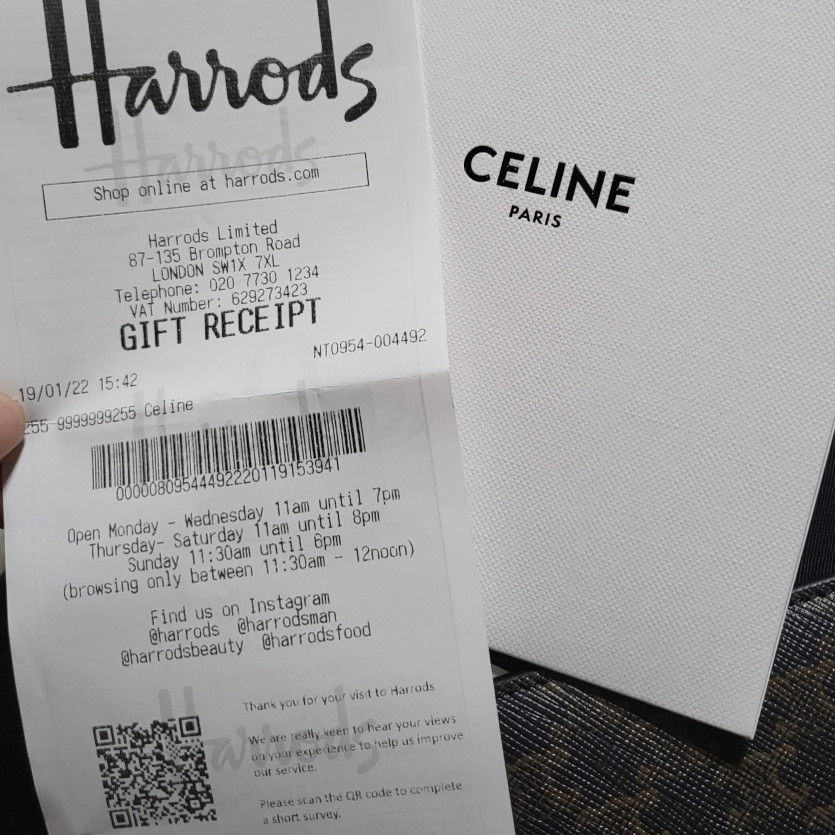 Harrods
Shop online at harrods.com
Harrods Limited
87-135 Brompton Road
LONDON SW1X 7XL
Telephone: 020 7730 1234
VAT Number: 629273423
GIFT RECEIPT
NT0954-004492
19/01/22 15:42
255 9999999255 Celine
00000809544492220119153941
Open Monday - Wednesday 11am until 7pm
Thursday- Saturday 11am until 8pm
Sunday 11:30am until 6pm
(browsing only between 11:30am - 12noon)
Find us on Instagram
@harrods @harrodsman
@harrodsbeauty @harrodsfood
Thank you for your visit to Harrods
We are really keen to hear your views
on your experience to help us improve
our service.
Please scan the QR code to complete
a short survey.
CELINE
PARIS